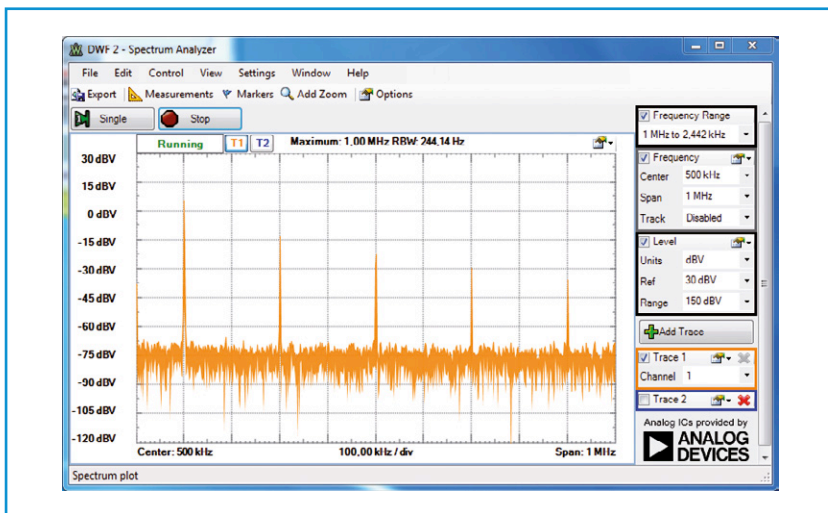 DWF 2 - Spectrum Analyzer
File Edit Control View Settings Window Help
Export Measurements Markers Add Zoom Options
Single Stop
Running T1 T2 Maximum: 1,00 MHz RBW: 244,14 Hz
30 dBV
15 dBV
0 dBV
-15 dBV
-30 dBV
-45 dBV
-60 dBV
-75 dBV
-90 dBV
-105 dBV
-120 dBV
Center: 500 kHz 100,00 kHz / div Span: 1 MHz
Frequency Range
1 MHz to 2,442 kHz
Frequency
Center 500 kHz
Span 1 MHz
Track Disabled
Level
Units dBV
Ref 30 dBV
Range 150 dBV
Add Trace
Trace 1
Channel 1
Trace 2
Analog ICs provided by
ANALOG
DEVICES
Spectrum plot